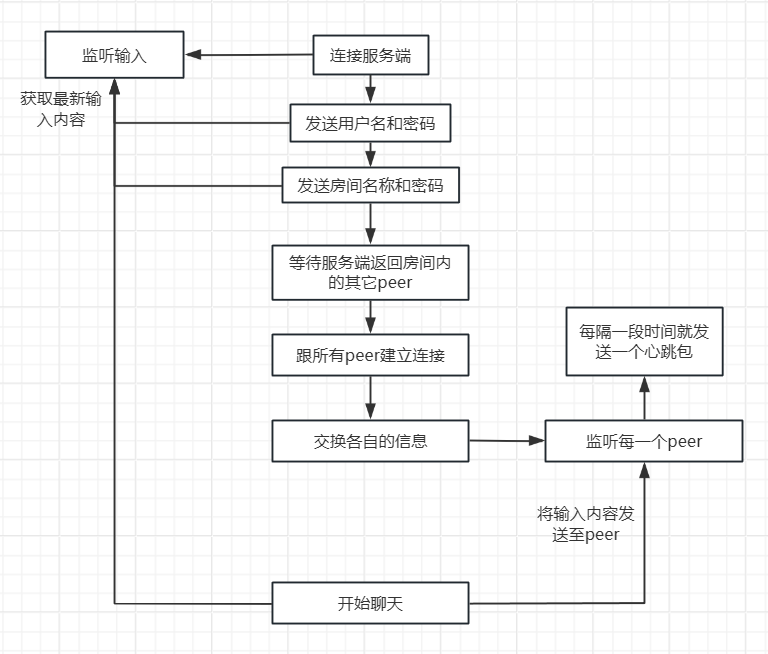 监听输入
连接服务端
获取最新输
入内容
发送用户名和密码
发送房间名称和密码
等待服务端返回房间内
的其它peer
跟所有peer建立连接
每隔一段时间就发
送一个心跳包
交换各自的信息
监听每一个peer
将输入内容发
送至peer
开始聊天